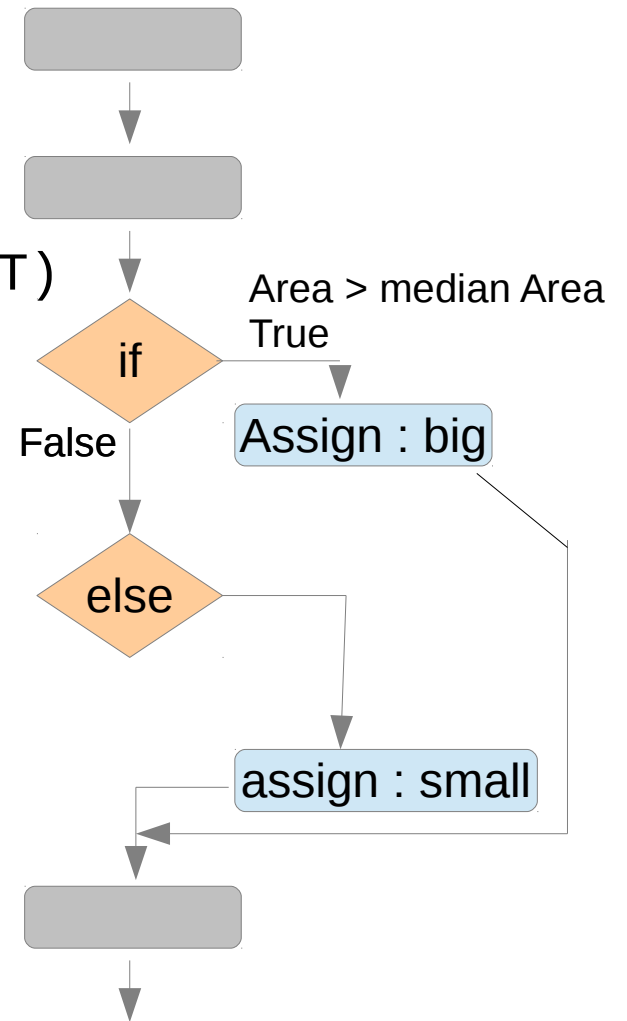 T)
Area > median Area
True
if
False
Assign : big
else
assign : small